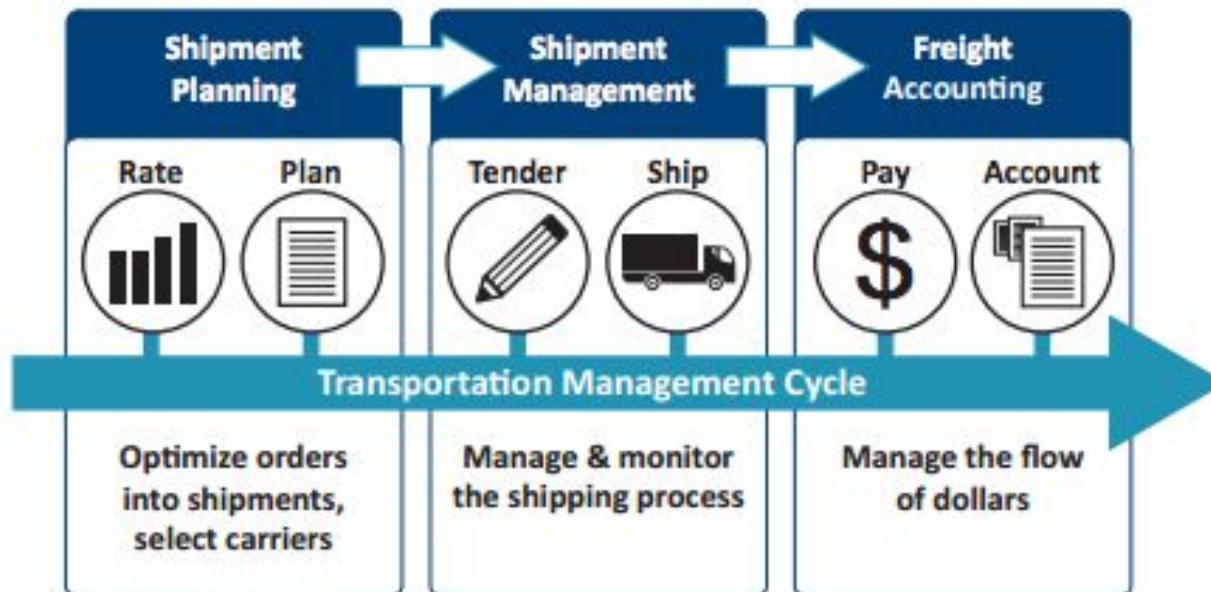 Shipment
Planning
Shipment
Management
Freight
Accounting
Rate
Plan
Tender
Ship
Pay
Account
$
Transportation Management Cycle
Optimize orders
into shipments,
select carriers
Manage & monitor
the shipping process
Manage the flow
of dollars